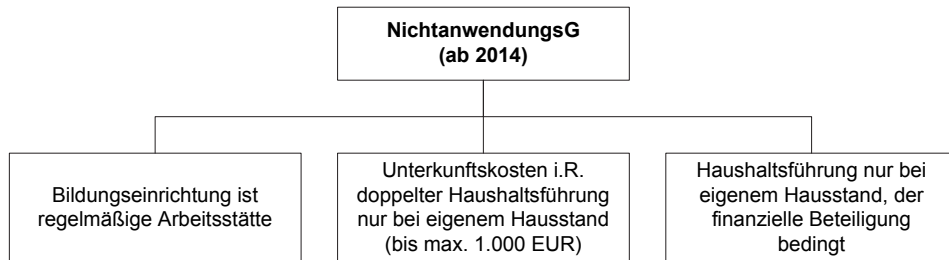 NichtanwendungsG
(ab 2014)
Bildungseinrichtung ist
regelmäßige Arbeitsstätte
Unterkunftskosten i.R.
doppelter Haushaltsführung
nur bei eigenem Hausstand
(bis max. 1.000 EUR)
Haushaltsführung nur bei
eigenem Hausstand, der
finanzielle Beteiligung
bedingt